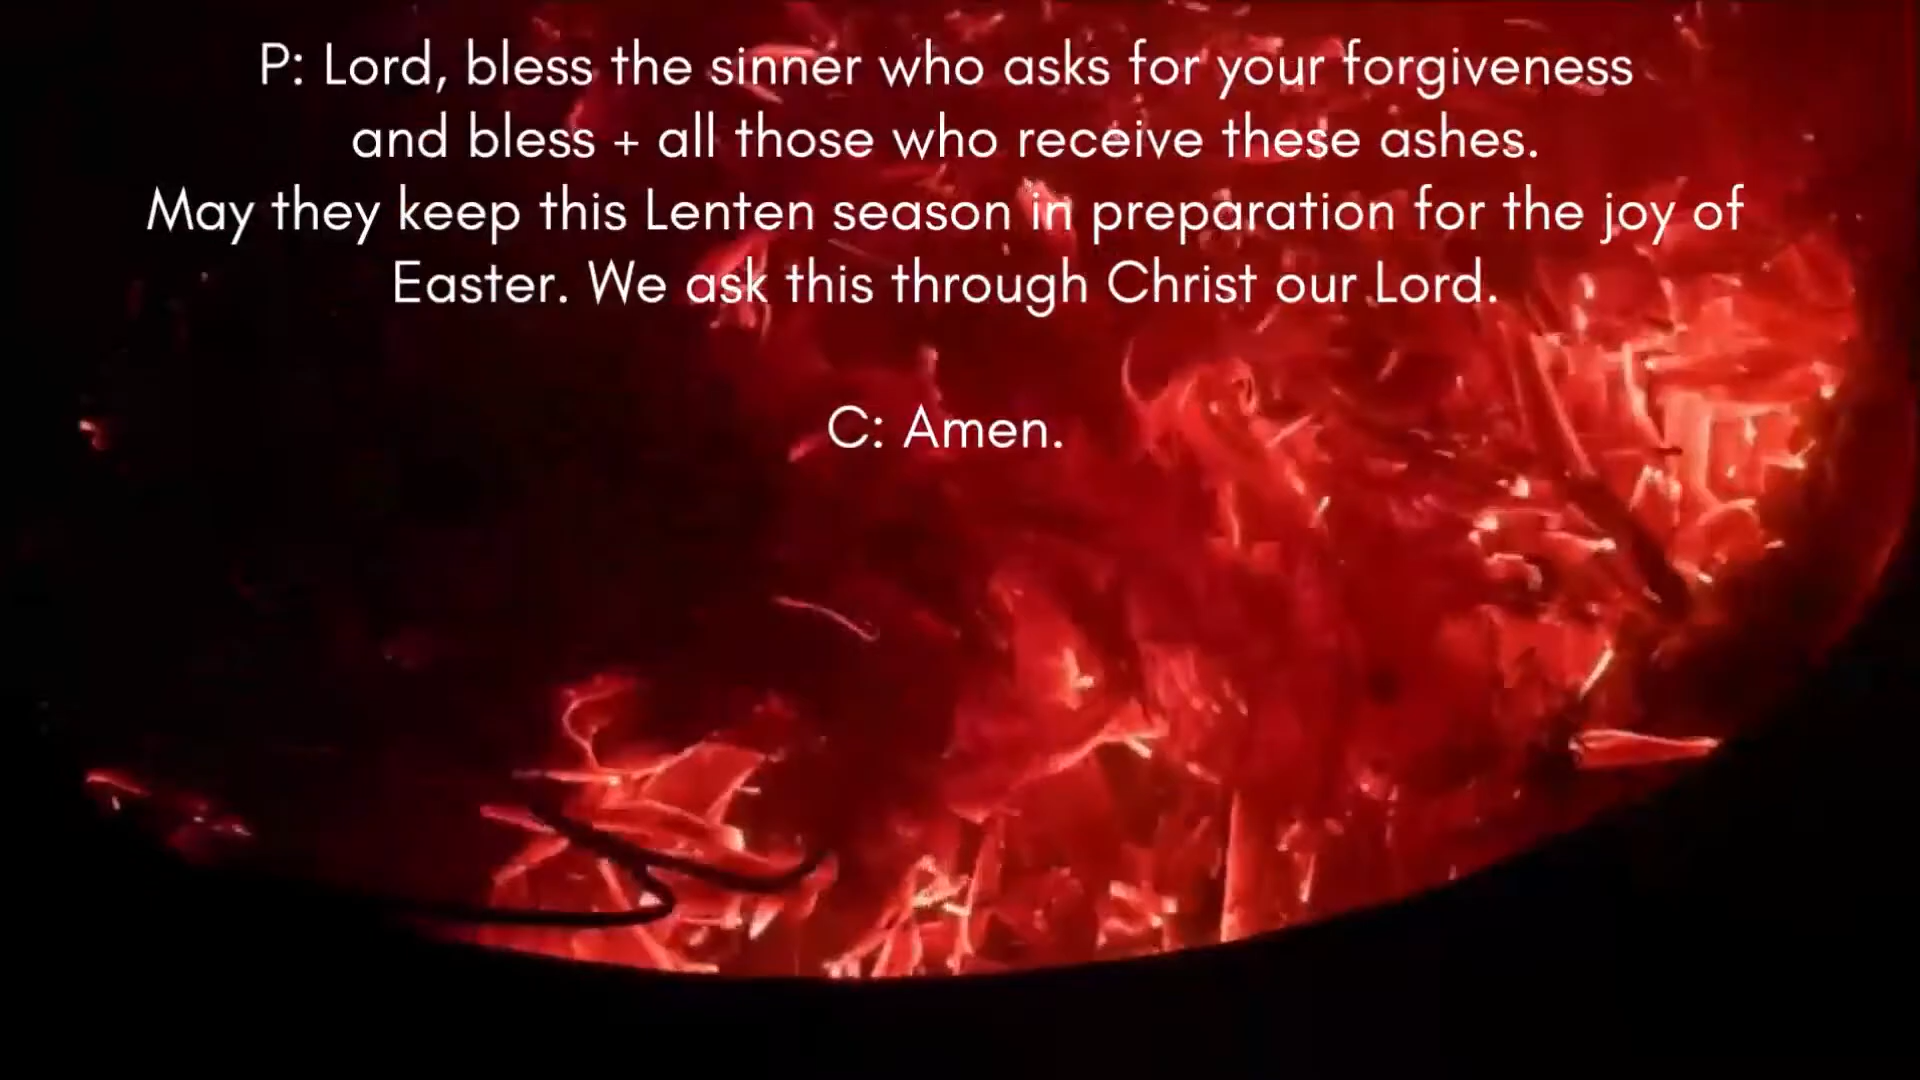 P: Lord, bless the sinner who asks for your forgiveness
and bless + all those who receive these ashes.
May they keep this Lenten season in preparation for the joy of
Easter. We ask this through Christ our Lord.
C: Amen.